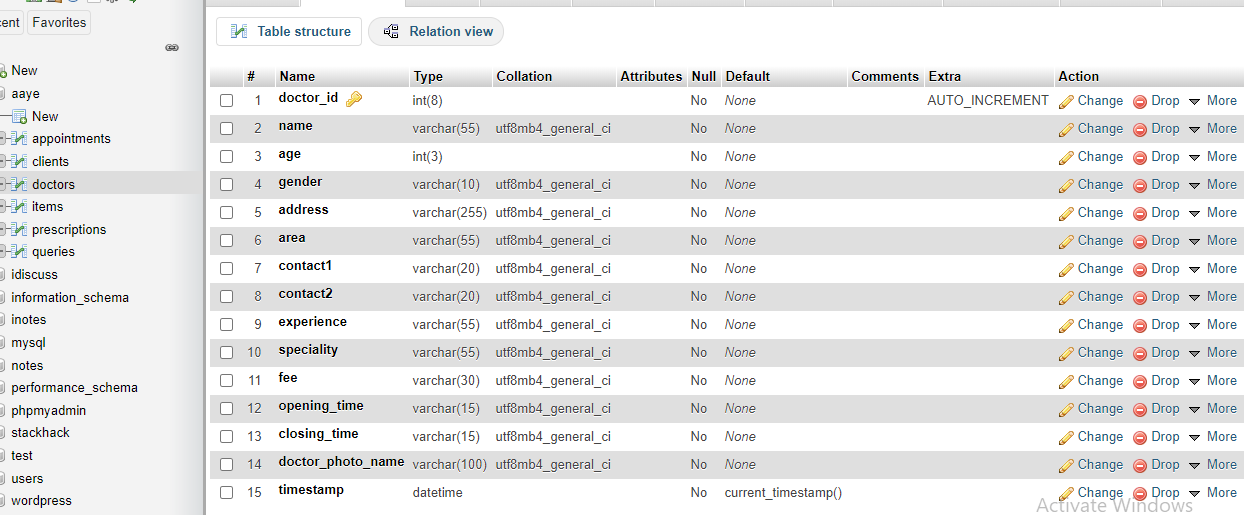 cent Favorites
New
aaye
New
appointments
clients
doctors
items
prescriptions
queries
idiscuss
information_schema
inotes
mysql
notes
performance_schema
phpmyadmin
stackhack
test
users
wordpress
Table structure Relation view
# Name Type Collation Attributes Null Default Comments Extra Action
1 doctor_id int(8) No None AUTO_INCREMENT Change Drop More
2 name varchar(55) utf8mb4_general_ci No None Change Drop More
3 age int(3) No None Change Drop More
4 gender varchar(10) utf8mb4_general_ci No None Change Drop More
5 address varchar(255) utf8mb4_general_ci No None Change Drop More
6 area varchar(55) utf8mb4_general_ci No None Change Drop More
7 contact1 varchar(20) utf8mb4_general_ci No None Change Drop More
8 contact2 varchar(20) utf8mb4_general_ci No None Change Drop More
9 experience varchar(55) utf8mb4_general_ci No None Change Drop More
10 speciality varchar(55) utf8mb4_general_ci No None Change Drop More
11 fee varchar(30) utf8mb4_general_ci No None Change Drop More
12 opening_time varchar(15) utf8mb4_general_ci No None Change Drop More
13 closing_time varchar(15) utf8mb4_general_ci No None Change Drop More
14 doctor_photo_name varchar(100) utf8mb4_general_ci No None Change Drop More
15 timestamp datetime No current_timestamp() Change Drop More
Activate Windows